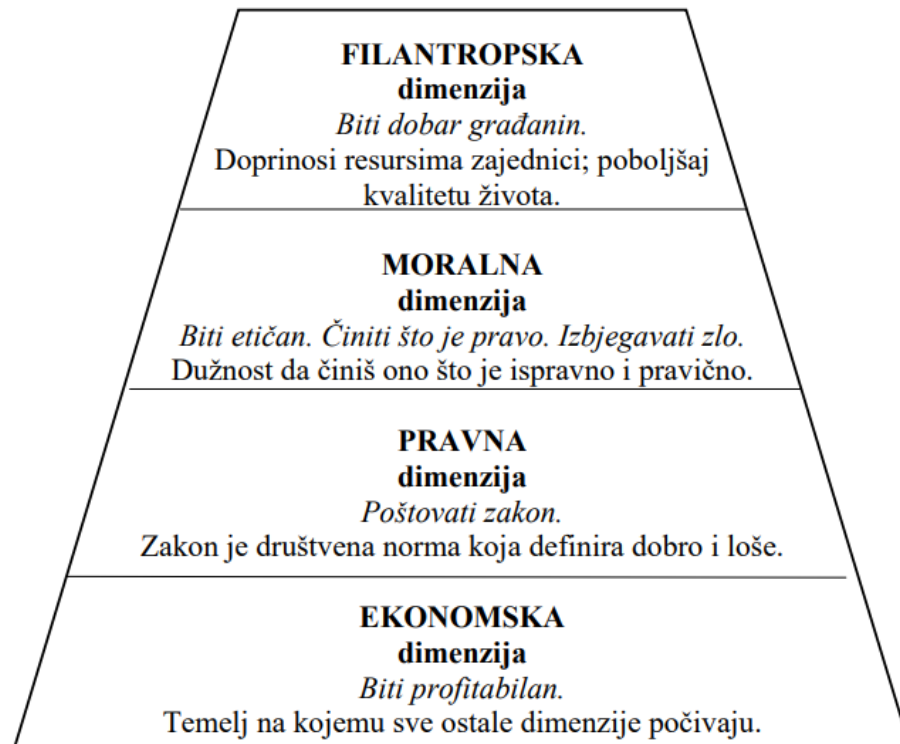 FILANTROPSKA
dimenzija
Biti dobar građanin.
Doprinosi resursima zajednici; poboljšaj
kvalitetu života.
MORALNA
dimenzija
Biti etičan. Činiti što je pravo. Izbjegavati zlo.
Dužnost da činiš ono što je ispravno i pravično.
PRAVNA
dimenzija
Poštovati zakon.
Zakon je društvena norma koja definira dobro i loše.
EKONOMSKA
dimenzija
Biti profitabilan.
Temelj na kojemu sve ostale dimenzije počivaju.